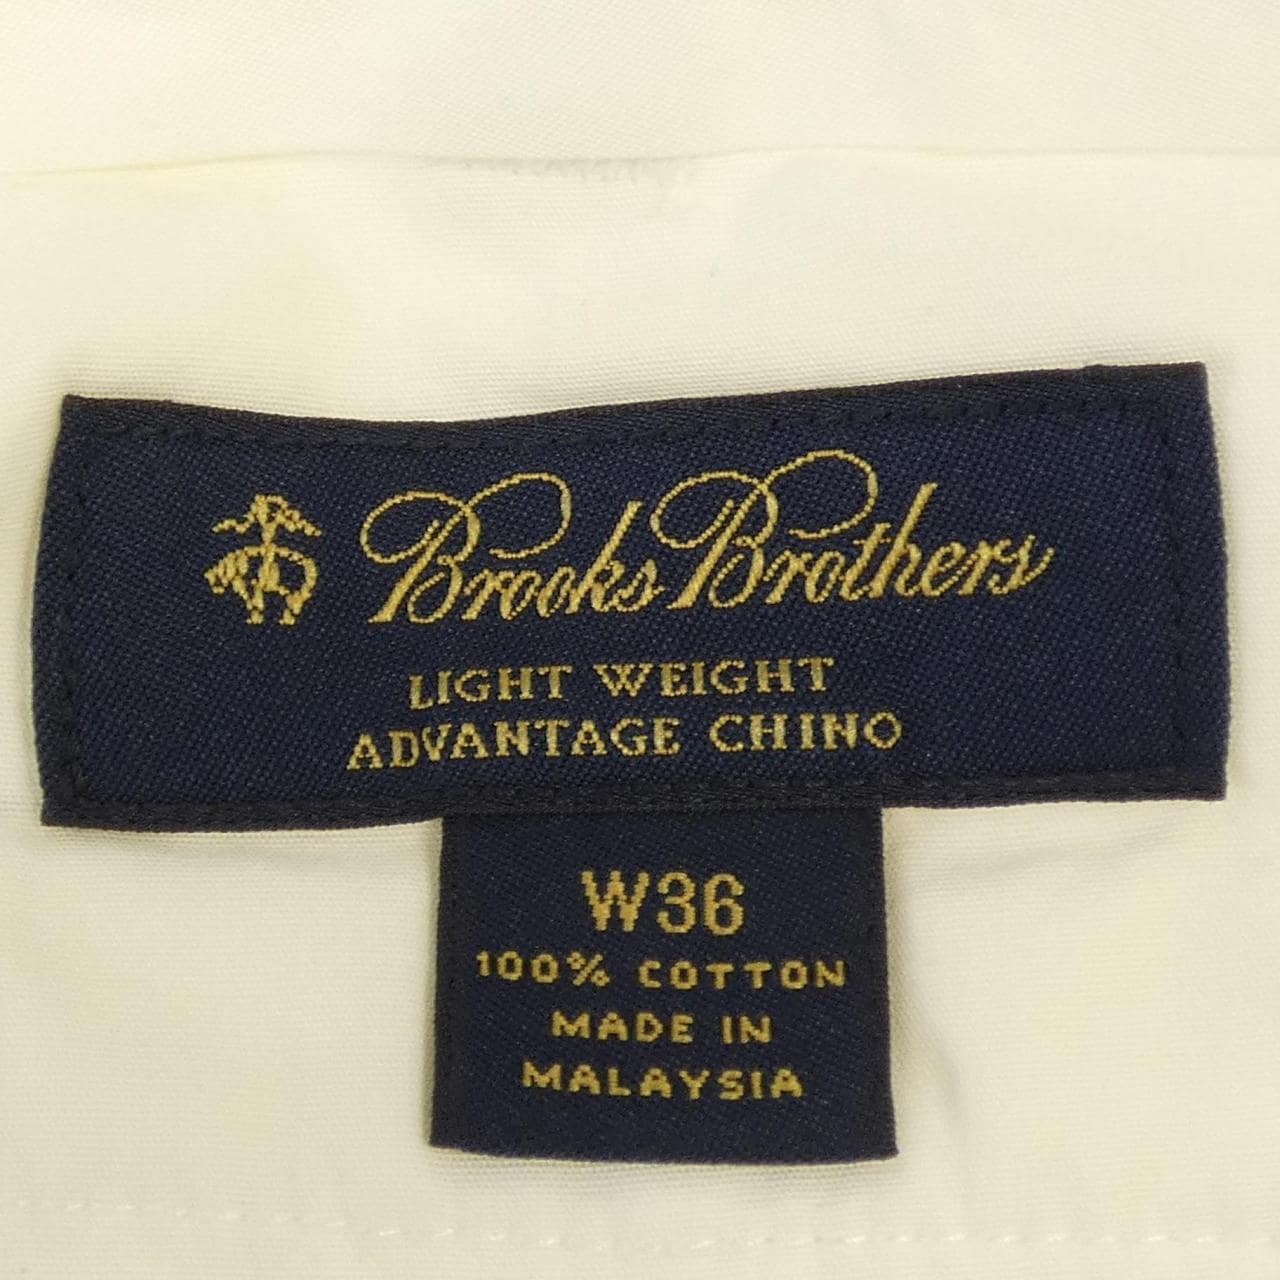 Brooks Brothers
LIGHT WEIGHT
ADVANTAGE CHINO
W36
100% COTTON
MADE IN
MALAYSIA